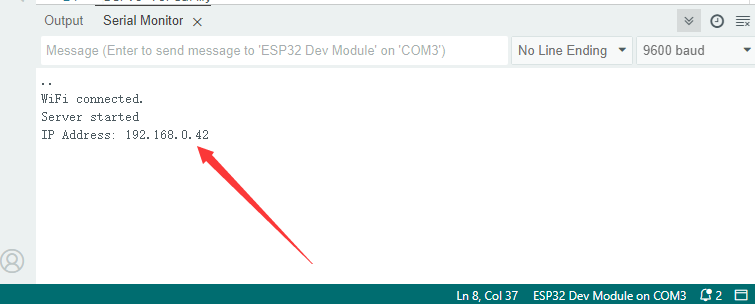 Output Serial Monitor
Message (Enter to send message to 'ESP32 Dev Module' on 'COM3') No Line Ending 9600 baud
..
WiFi connected.
Server started
IP Address: 192.168.0.42
Ln 8, Col 37 ESP32 Dev Module on COM3 2